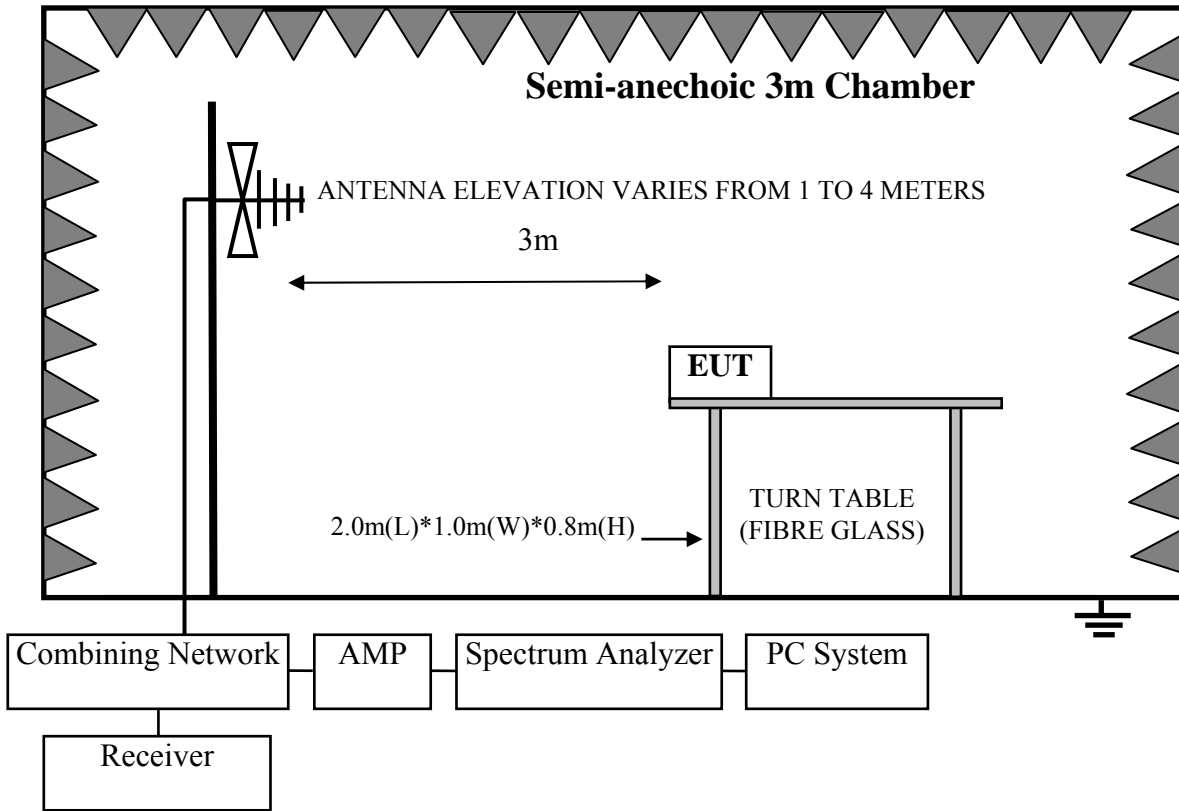 Semi-anechoic 3m Chamber
ANTENNA ELEVATION VARIES FROM 1 TO 4 METERS
3m
EUT
TURN TABLE
(FIBRE GLASS)
2.0m(L)*1.0m(W)*0.8m(H)
Combining Network
AMP
Spectrum Analyzer
PC System
Receiver